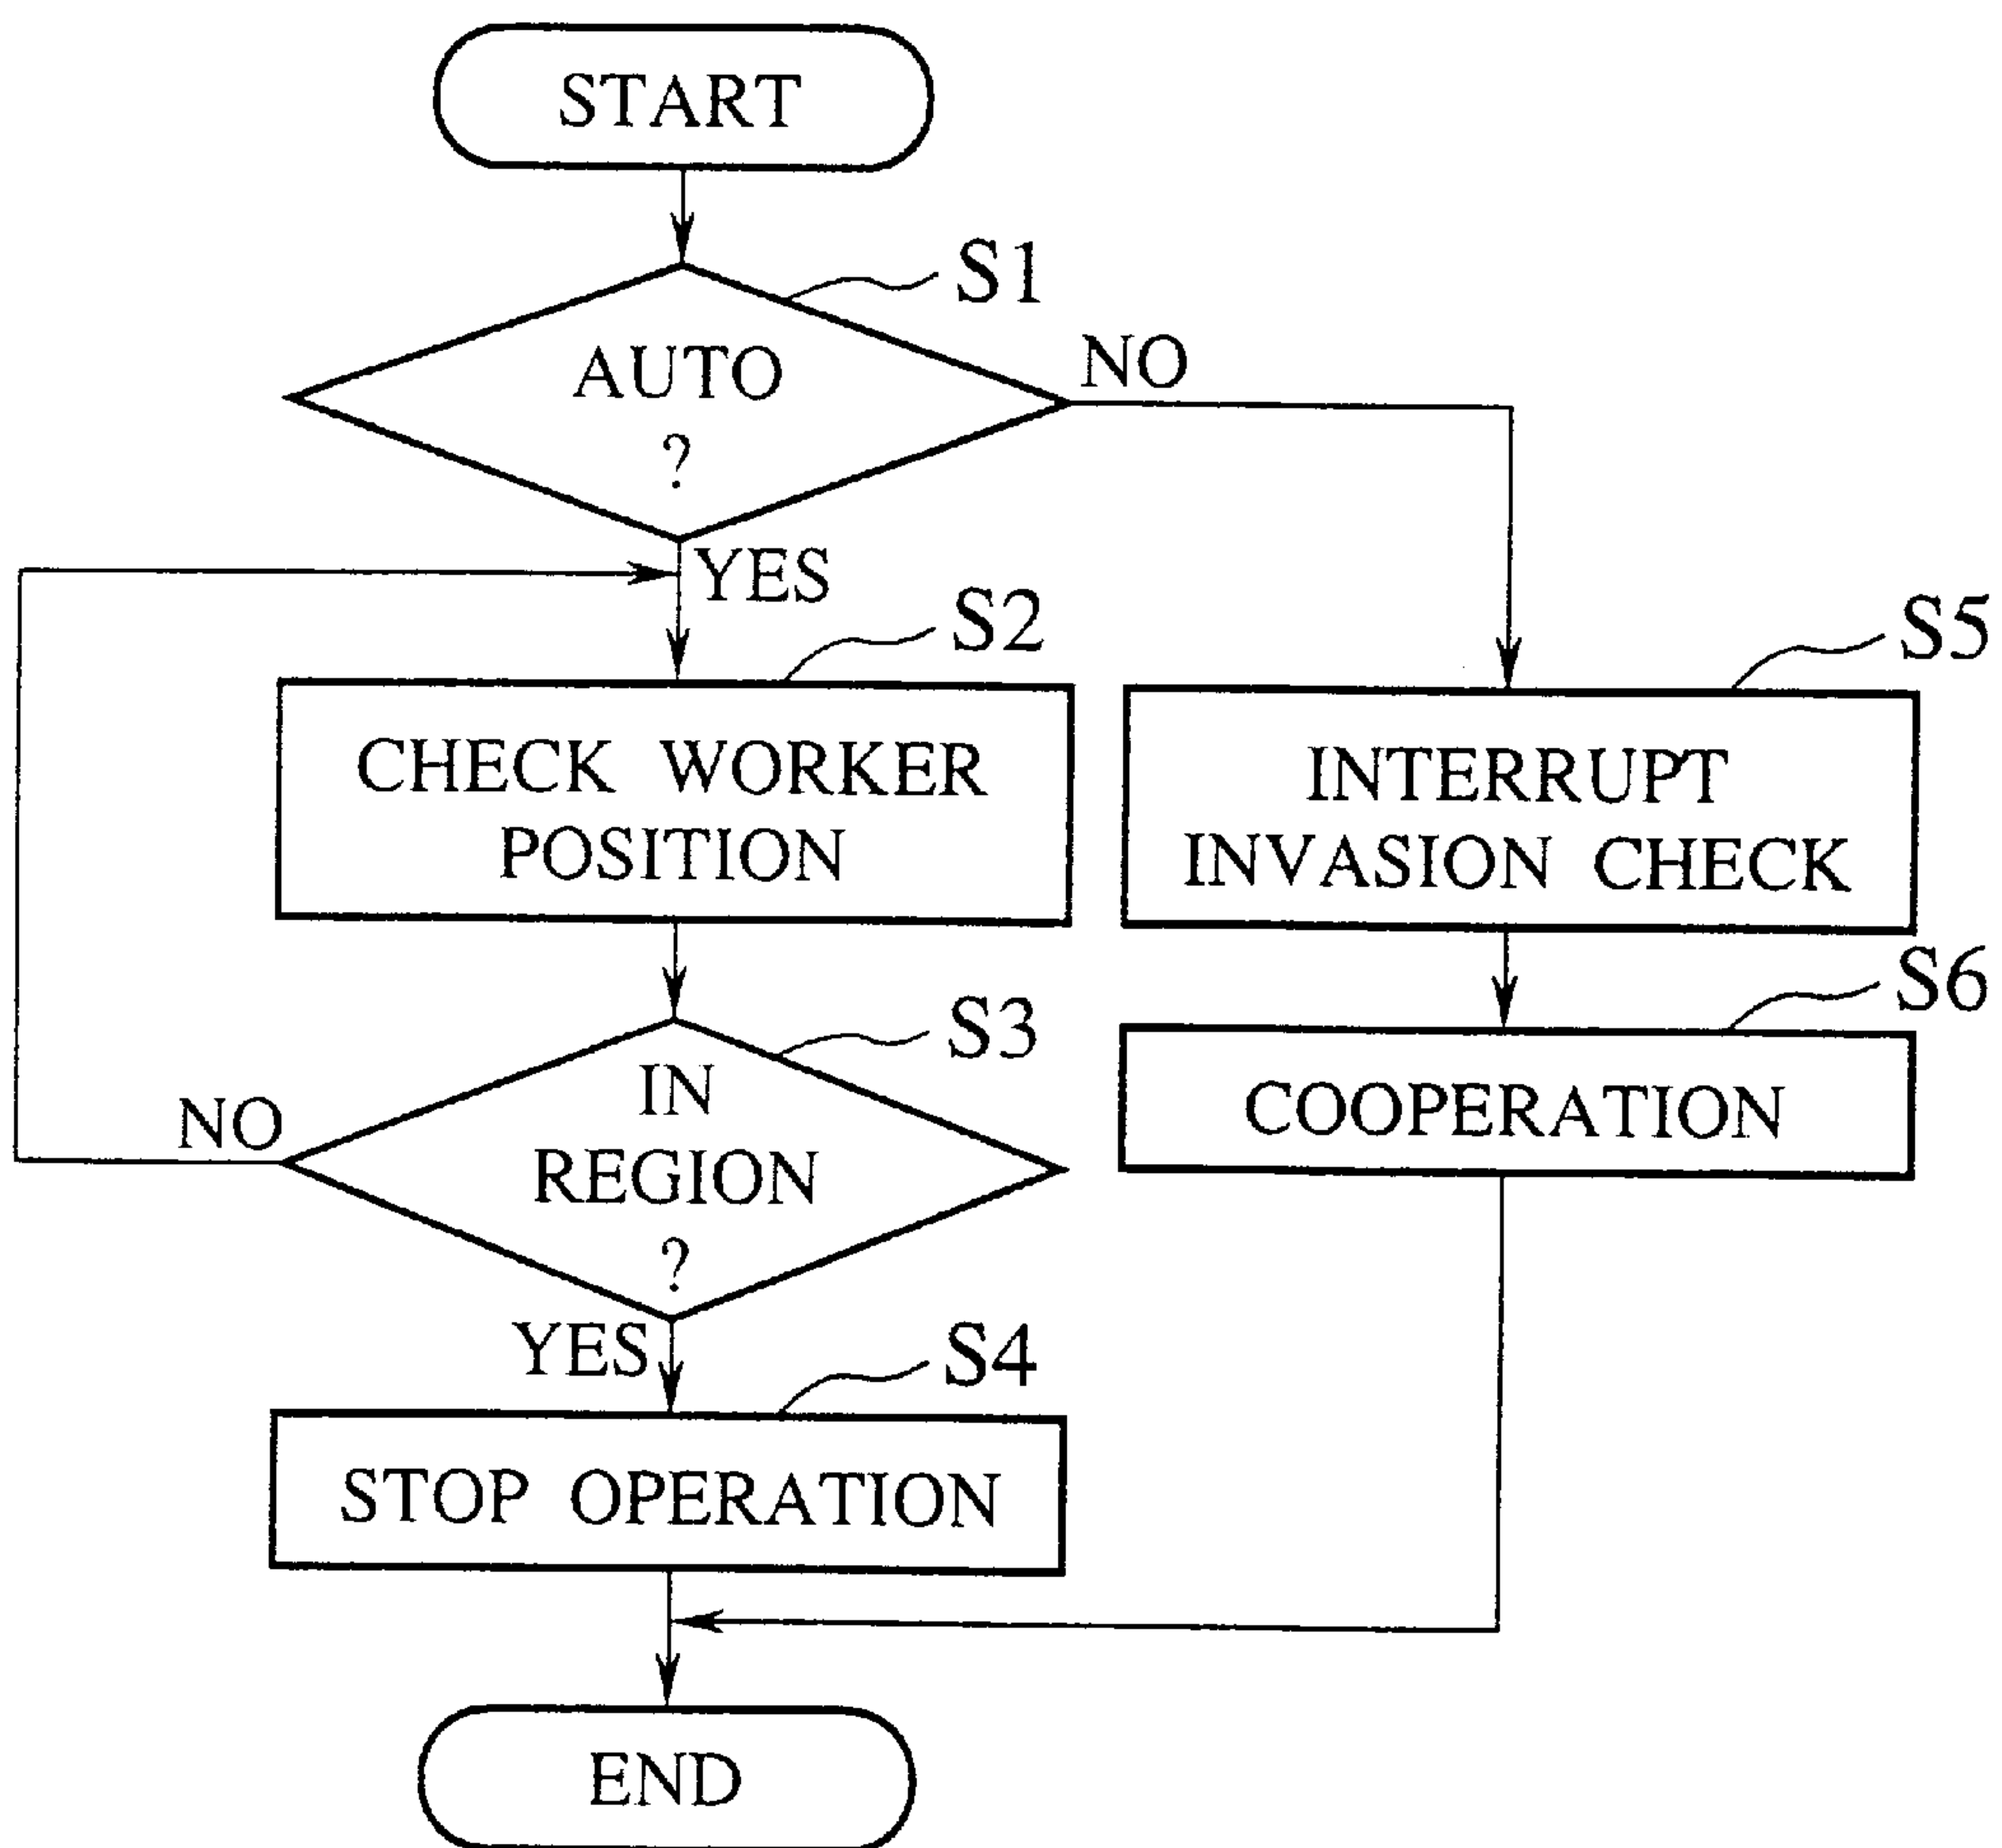 START
S1
AUTO
?
NO
YES
S2
CHECK WORKER
POSITION
S5
INTERRUPT
INVASION CHECK
S3
IN
REGION
?
NO
S6
COOPERATION
YES
S4
STOP OPERATION
END